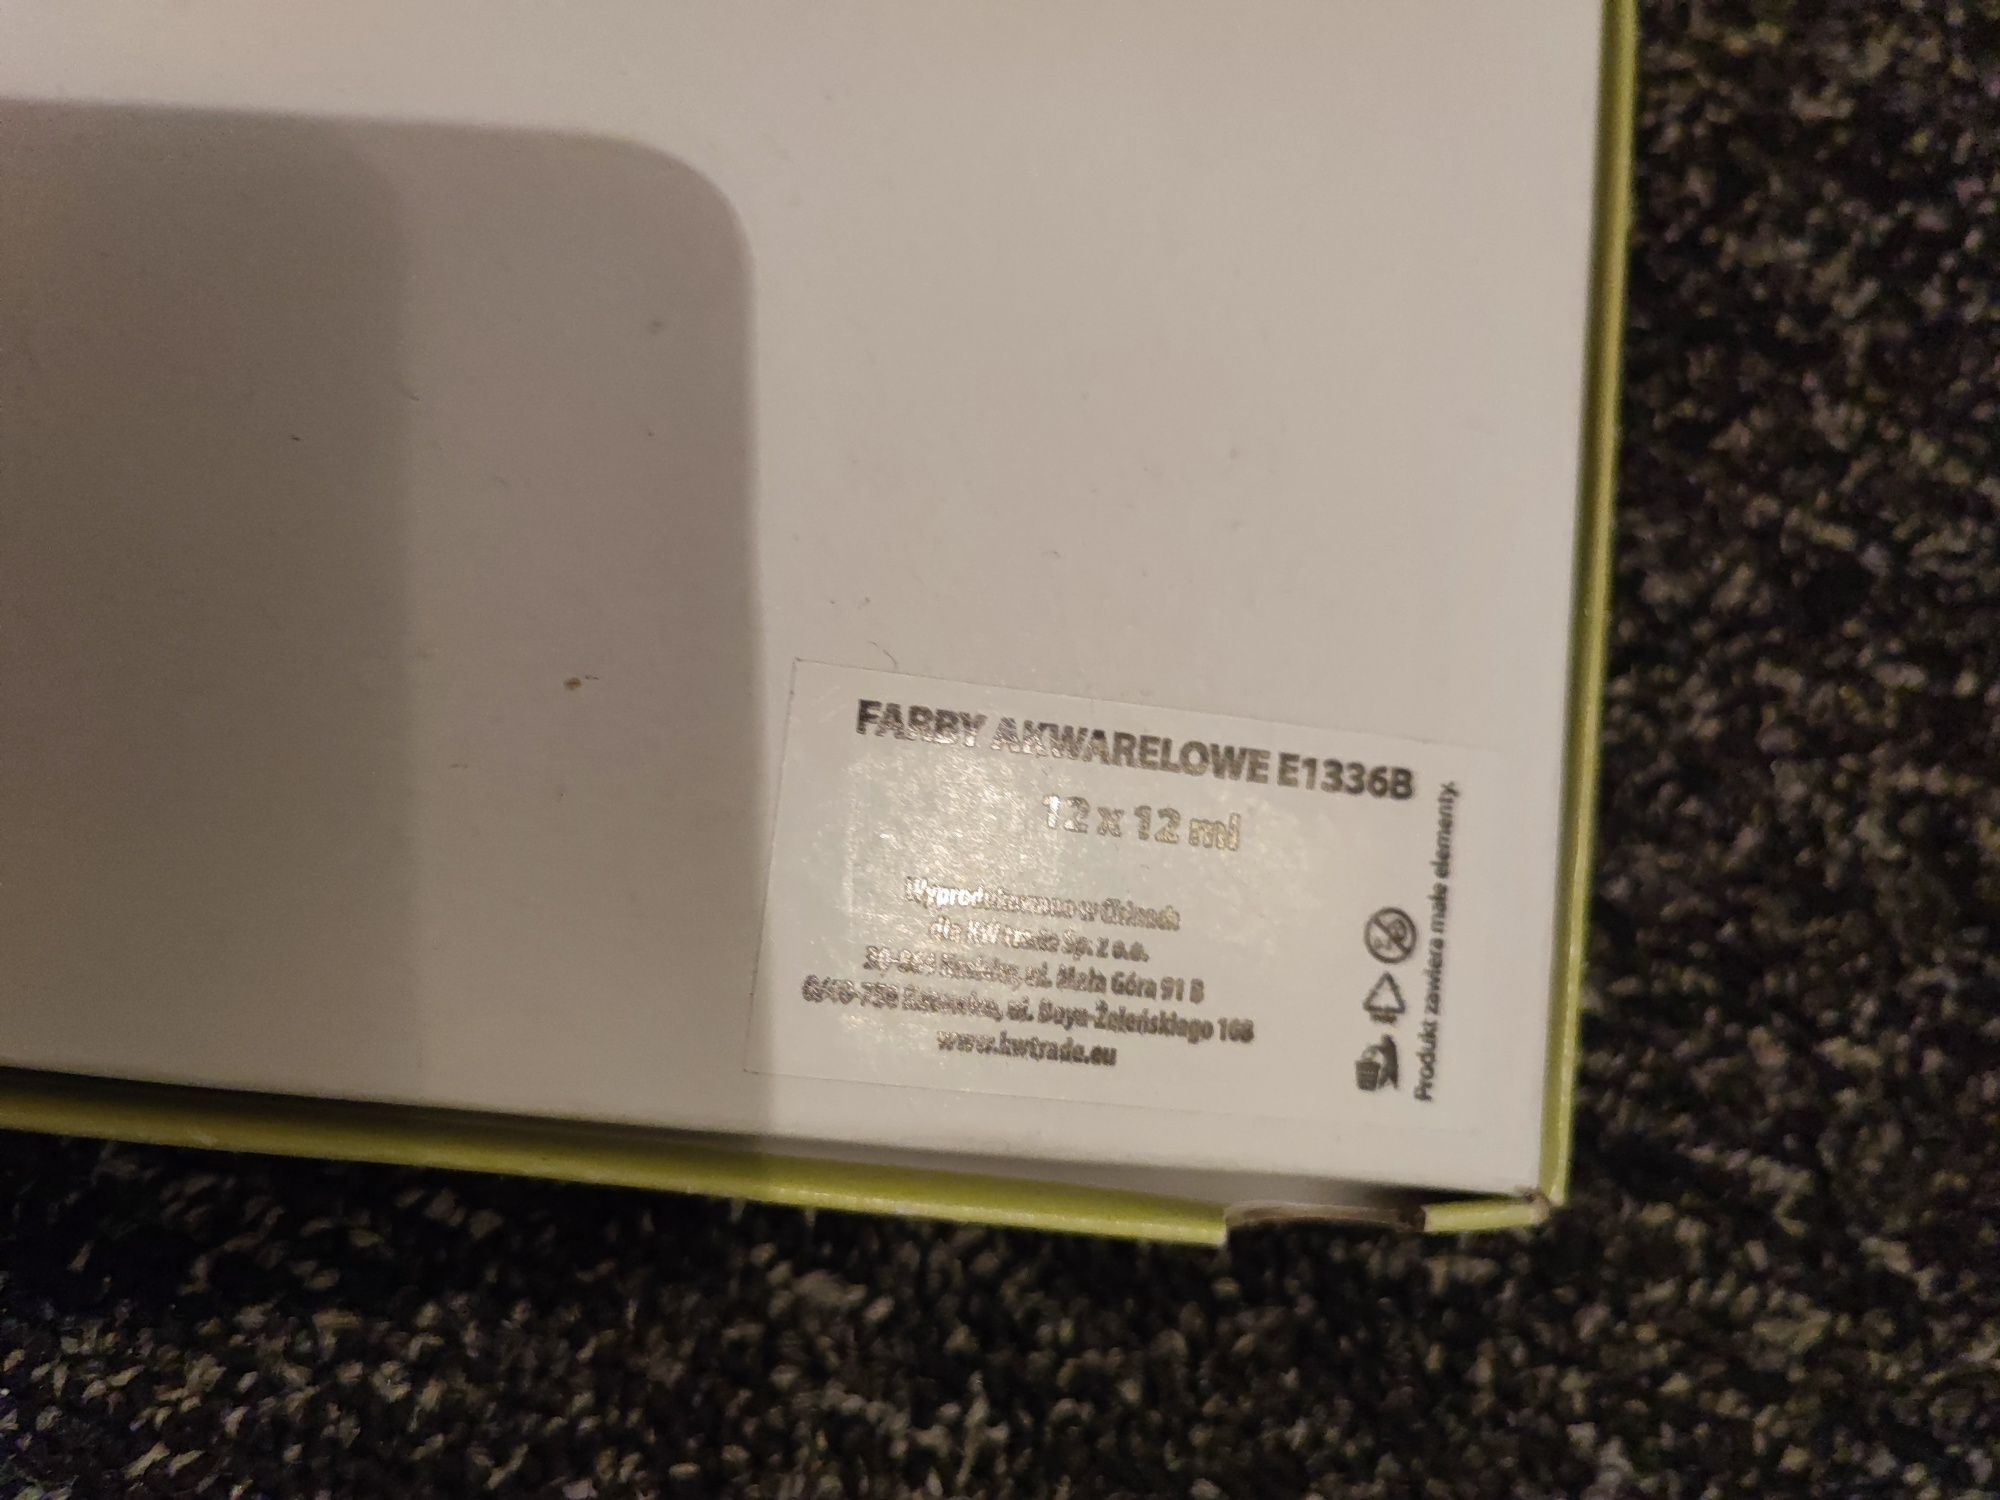 FARBY AKWARELOWE E1336B
12 x 12 ml
Wyprodukowano w Chinach
dla KW trade Sp. z o.o.
ul. Mała Góra 91 B
ul. Boya-Żeleńskiego 108
www.kwtrade.eu
Produkt zawiera małe elementy.